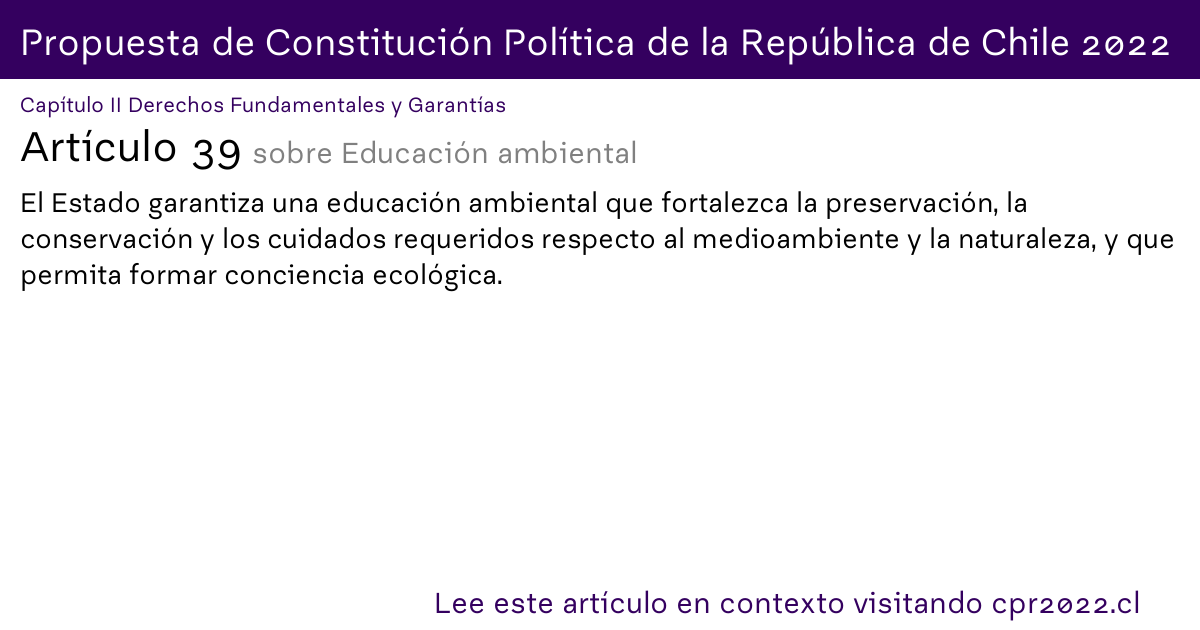 Propuesta de Constitución Política de la República de Chile 2022
Capítulo II Derechos Fundamentales y Garantías
Artículo 39 sobre Educación ambiental
El Estado garantiza una educación ambiental que fortalezca la preservación, la
conservación y los cuidados requeridos respecto al medioambiente y la naturaleza, y que
permita formar conciencia ecológica.
Lee este artículo en contexto visitando cpr2022.cl